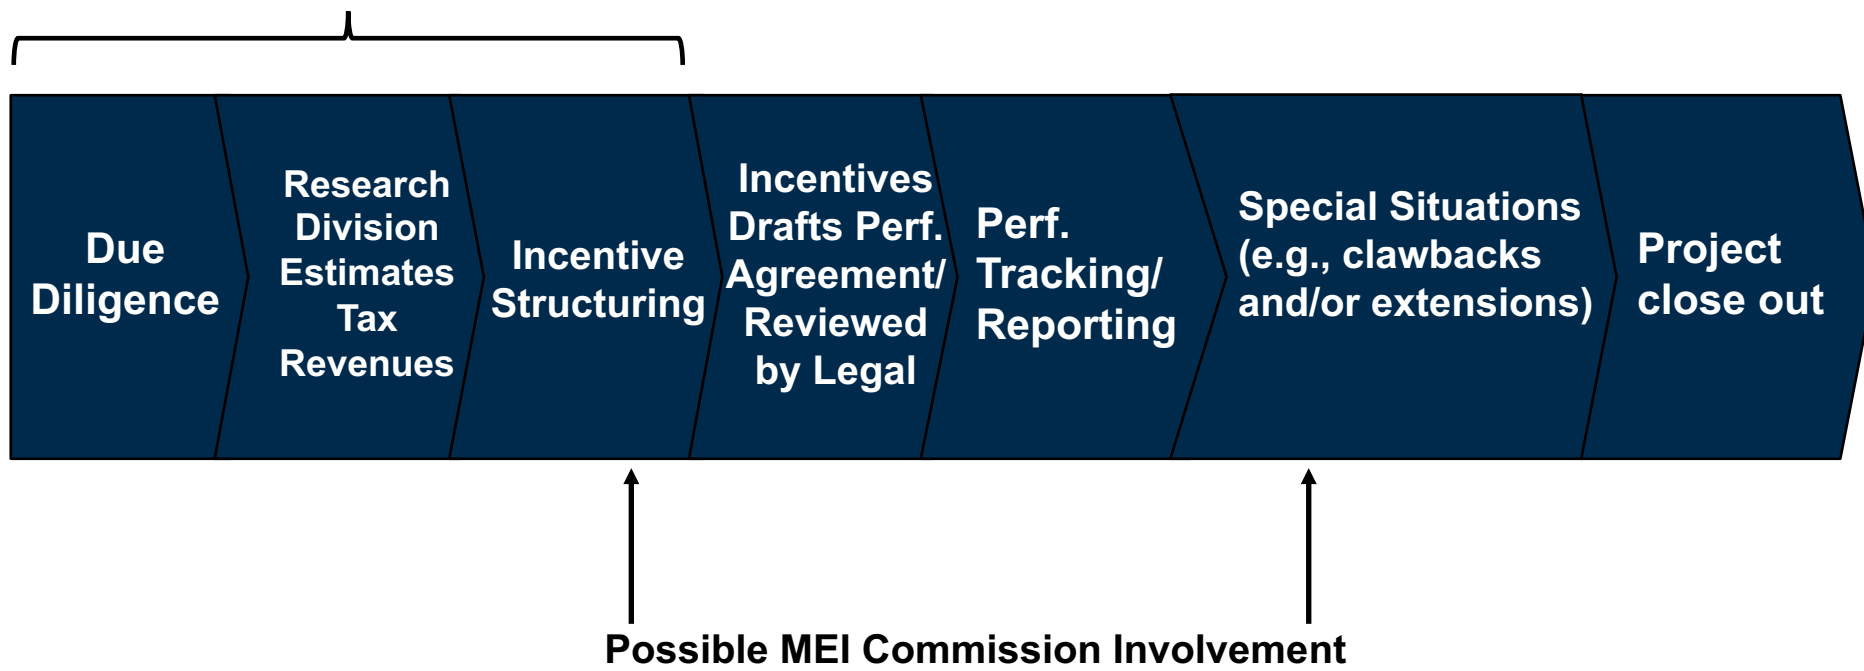 Due
Diligence
Research
Division
Estimates
Tax
Revenues
Incentive
Structuring
Incentives
Drafts Perf.
Agreement/
Reviewed
by Legal
Perf.
Tracking/
Reporting
Special Situations
(e.g., clawbacks
and/or extensions)
Project
close out
Possible MEI Commission Involvement